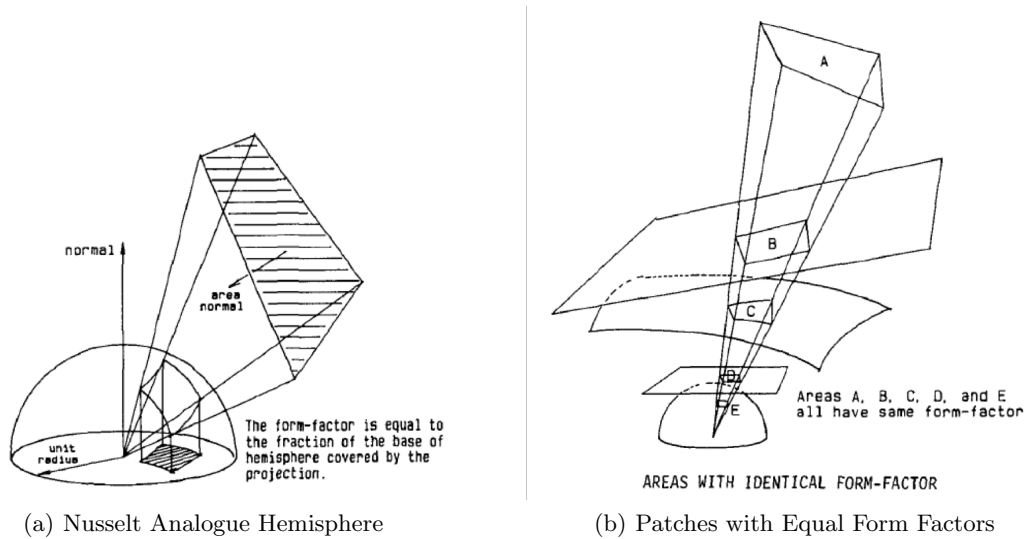 normal
area
normal
unit
radius
The form-factor is equal to
the fraction of the base of
hemisphere covered by the
projection.
(a) Nusselt Analogue Hemisphere
A
B
C
D
E
Areas A, B, C, D, and E
all have same form-factor
AREAS WITH IDENTICAL FORM-FACTOR
(b) Patches with Equal Form Factors